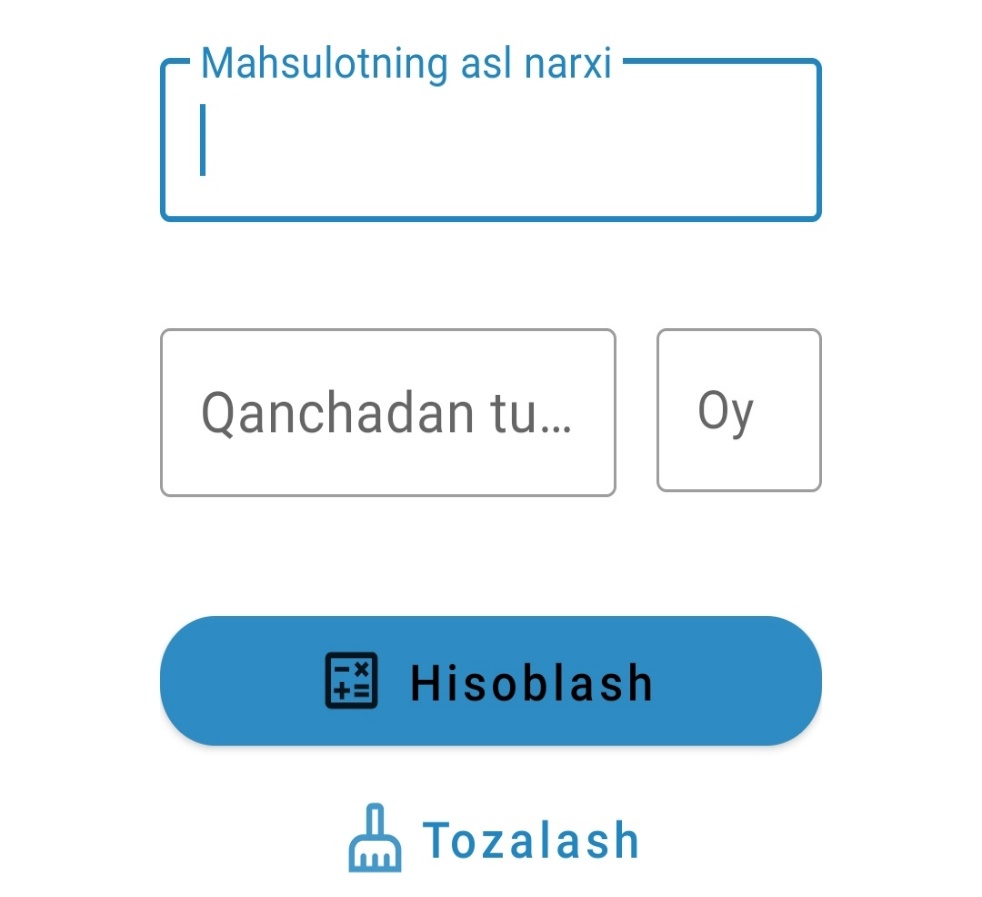 Mahsulotning asl narxi
Qanchadan tu...
Oy
Hisoblash
Tozalash